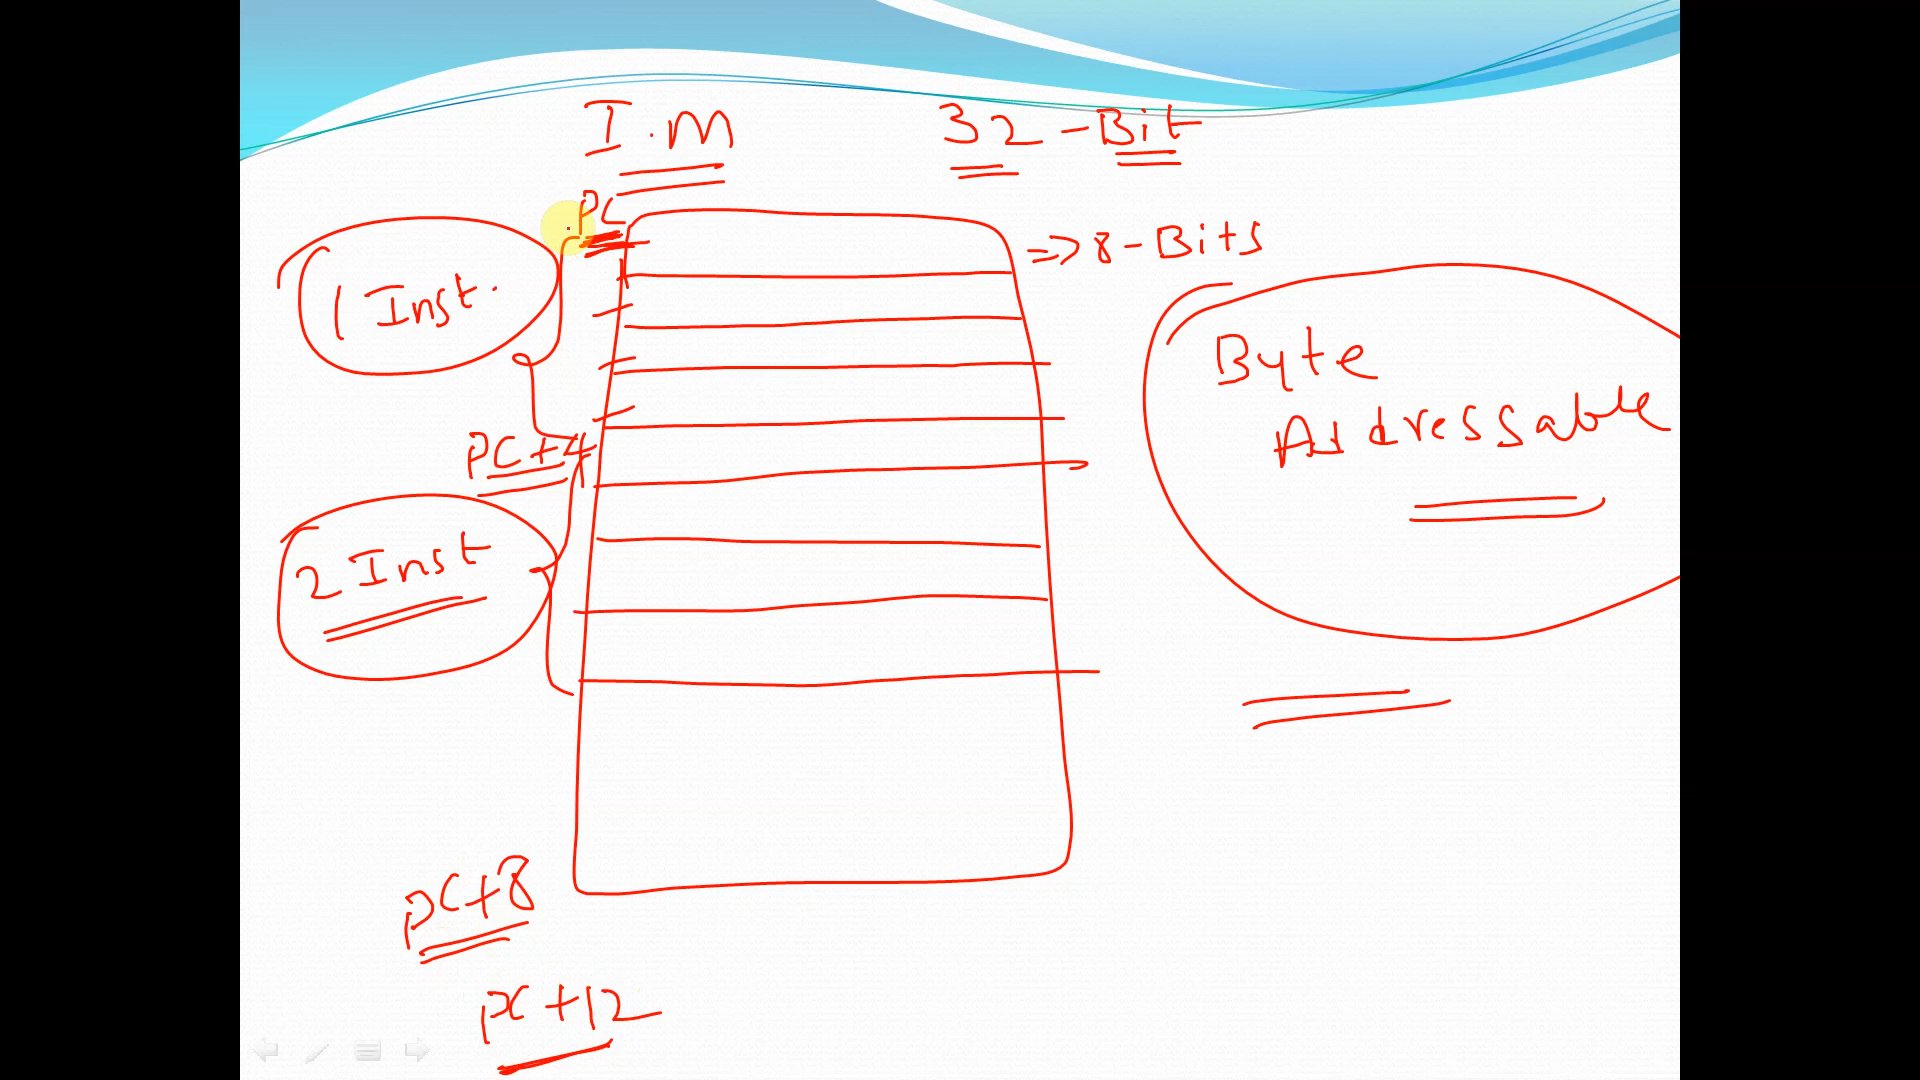 I.M
32-Bit
PC
=> 8-Bits
1 Inst.
Byte
Addressable
PC+4
2 Inst
PC+8
PC+12